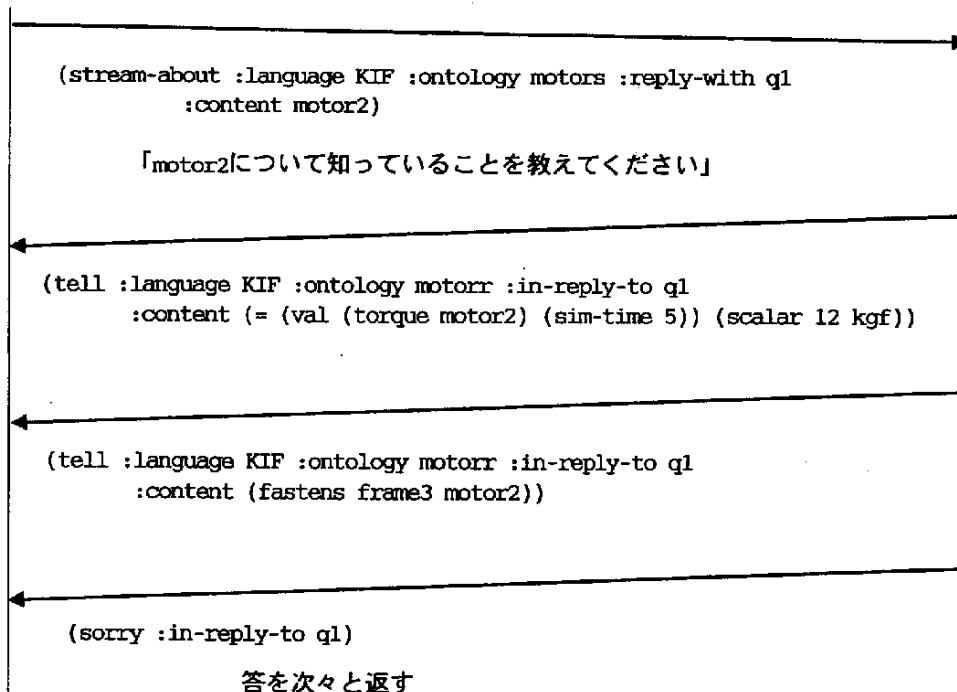 (stream-about :language KIF :ontology motors :reply-with q1
:content motor2)
「motor2について知っていることを教えてください」
(tell :language KIF :ontology motorr :in-reply-to q1
:content (= (val (torque motor2) (sim-time 5)) (scalar 12 kgf))
(tell :language KIF :ontology motorr :in-reply-to q1
:content (fastens frame3 motor2))
(sorry :in-reply-to q1)
答を次々と返す